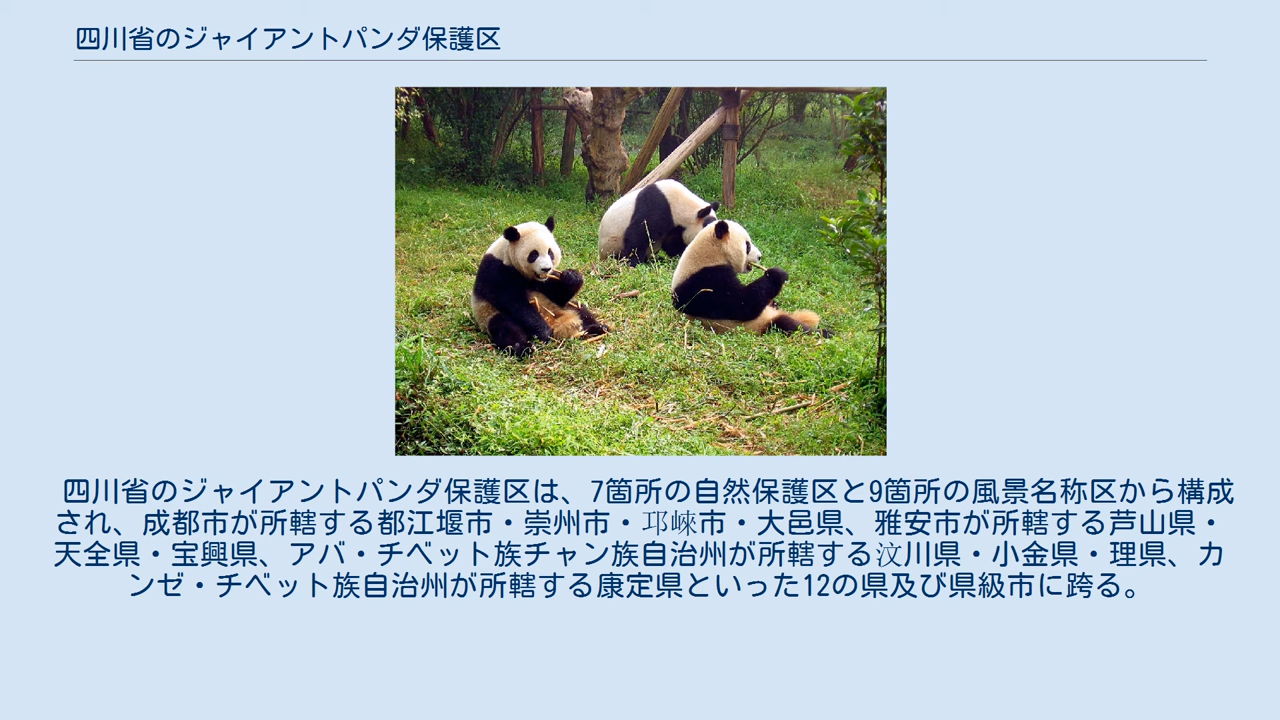 四川省のジャイアントパンダ保護区
四川省のジャイアントパンダ保護区は、7箇所の自然保護区と9箇所の風景名称区から構成
され、成都市が所轄する都江堰市・崇州市・邛崍市・大邑県、雅安市が所轄する芦山県・
天全県・宝興県、アバ・チベット族チャン族自治州が所轄する汶川県・小金県・理県、カ
ンゼ・チベット族自治州が所轄する康定県といった12の県及び県級市に跨る。